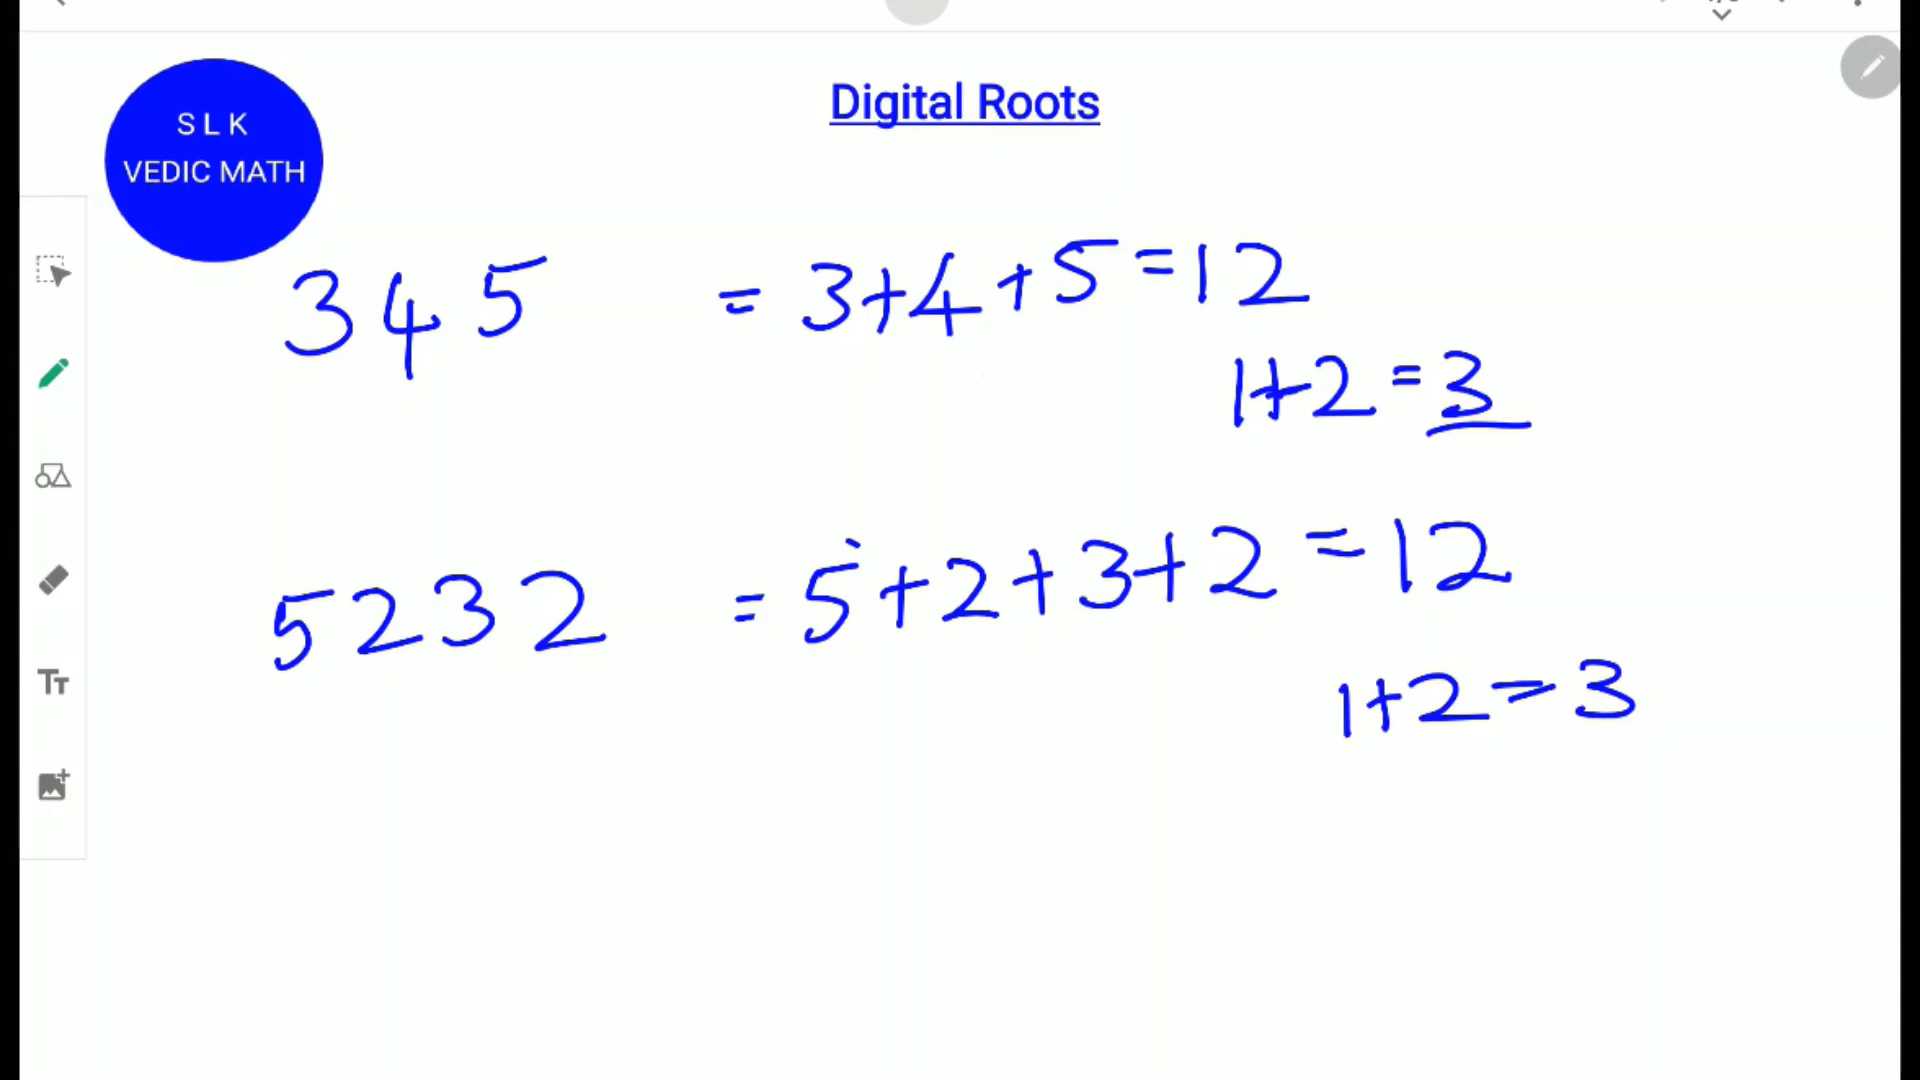 Digital Roots
S L K
VEDIC MATH
345 = 3+4+5=12
1+2=3
5232 = 5+2+3+2=12
1+2=3
TT